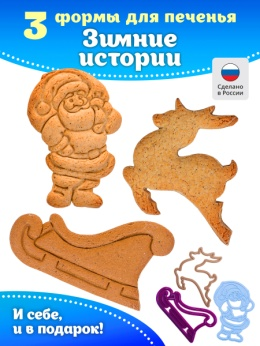 3 формы для печенья
Зимние
истории
Сделано
в России
И себе,
и в подарок!